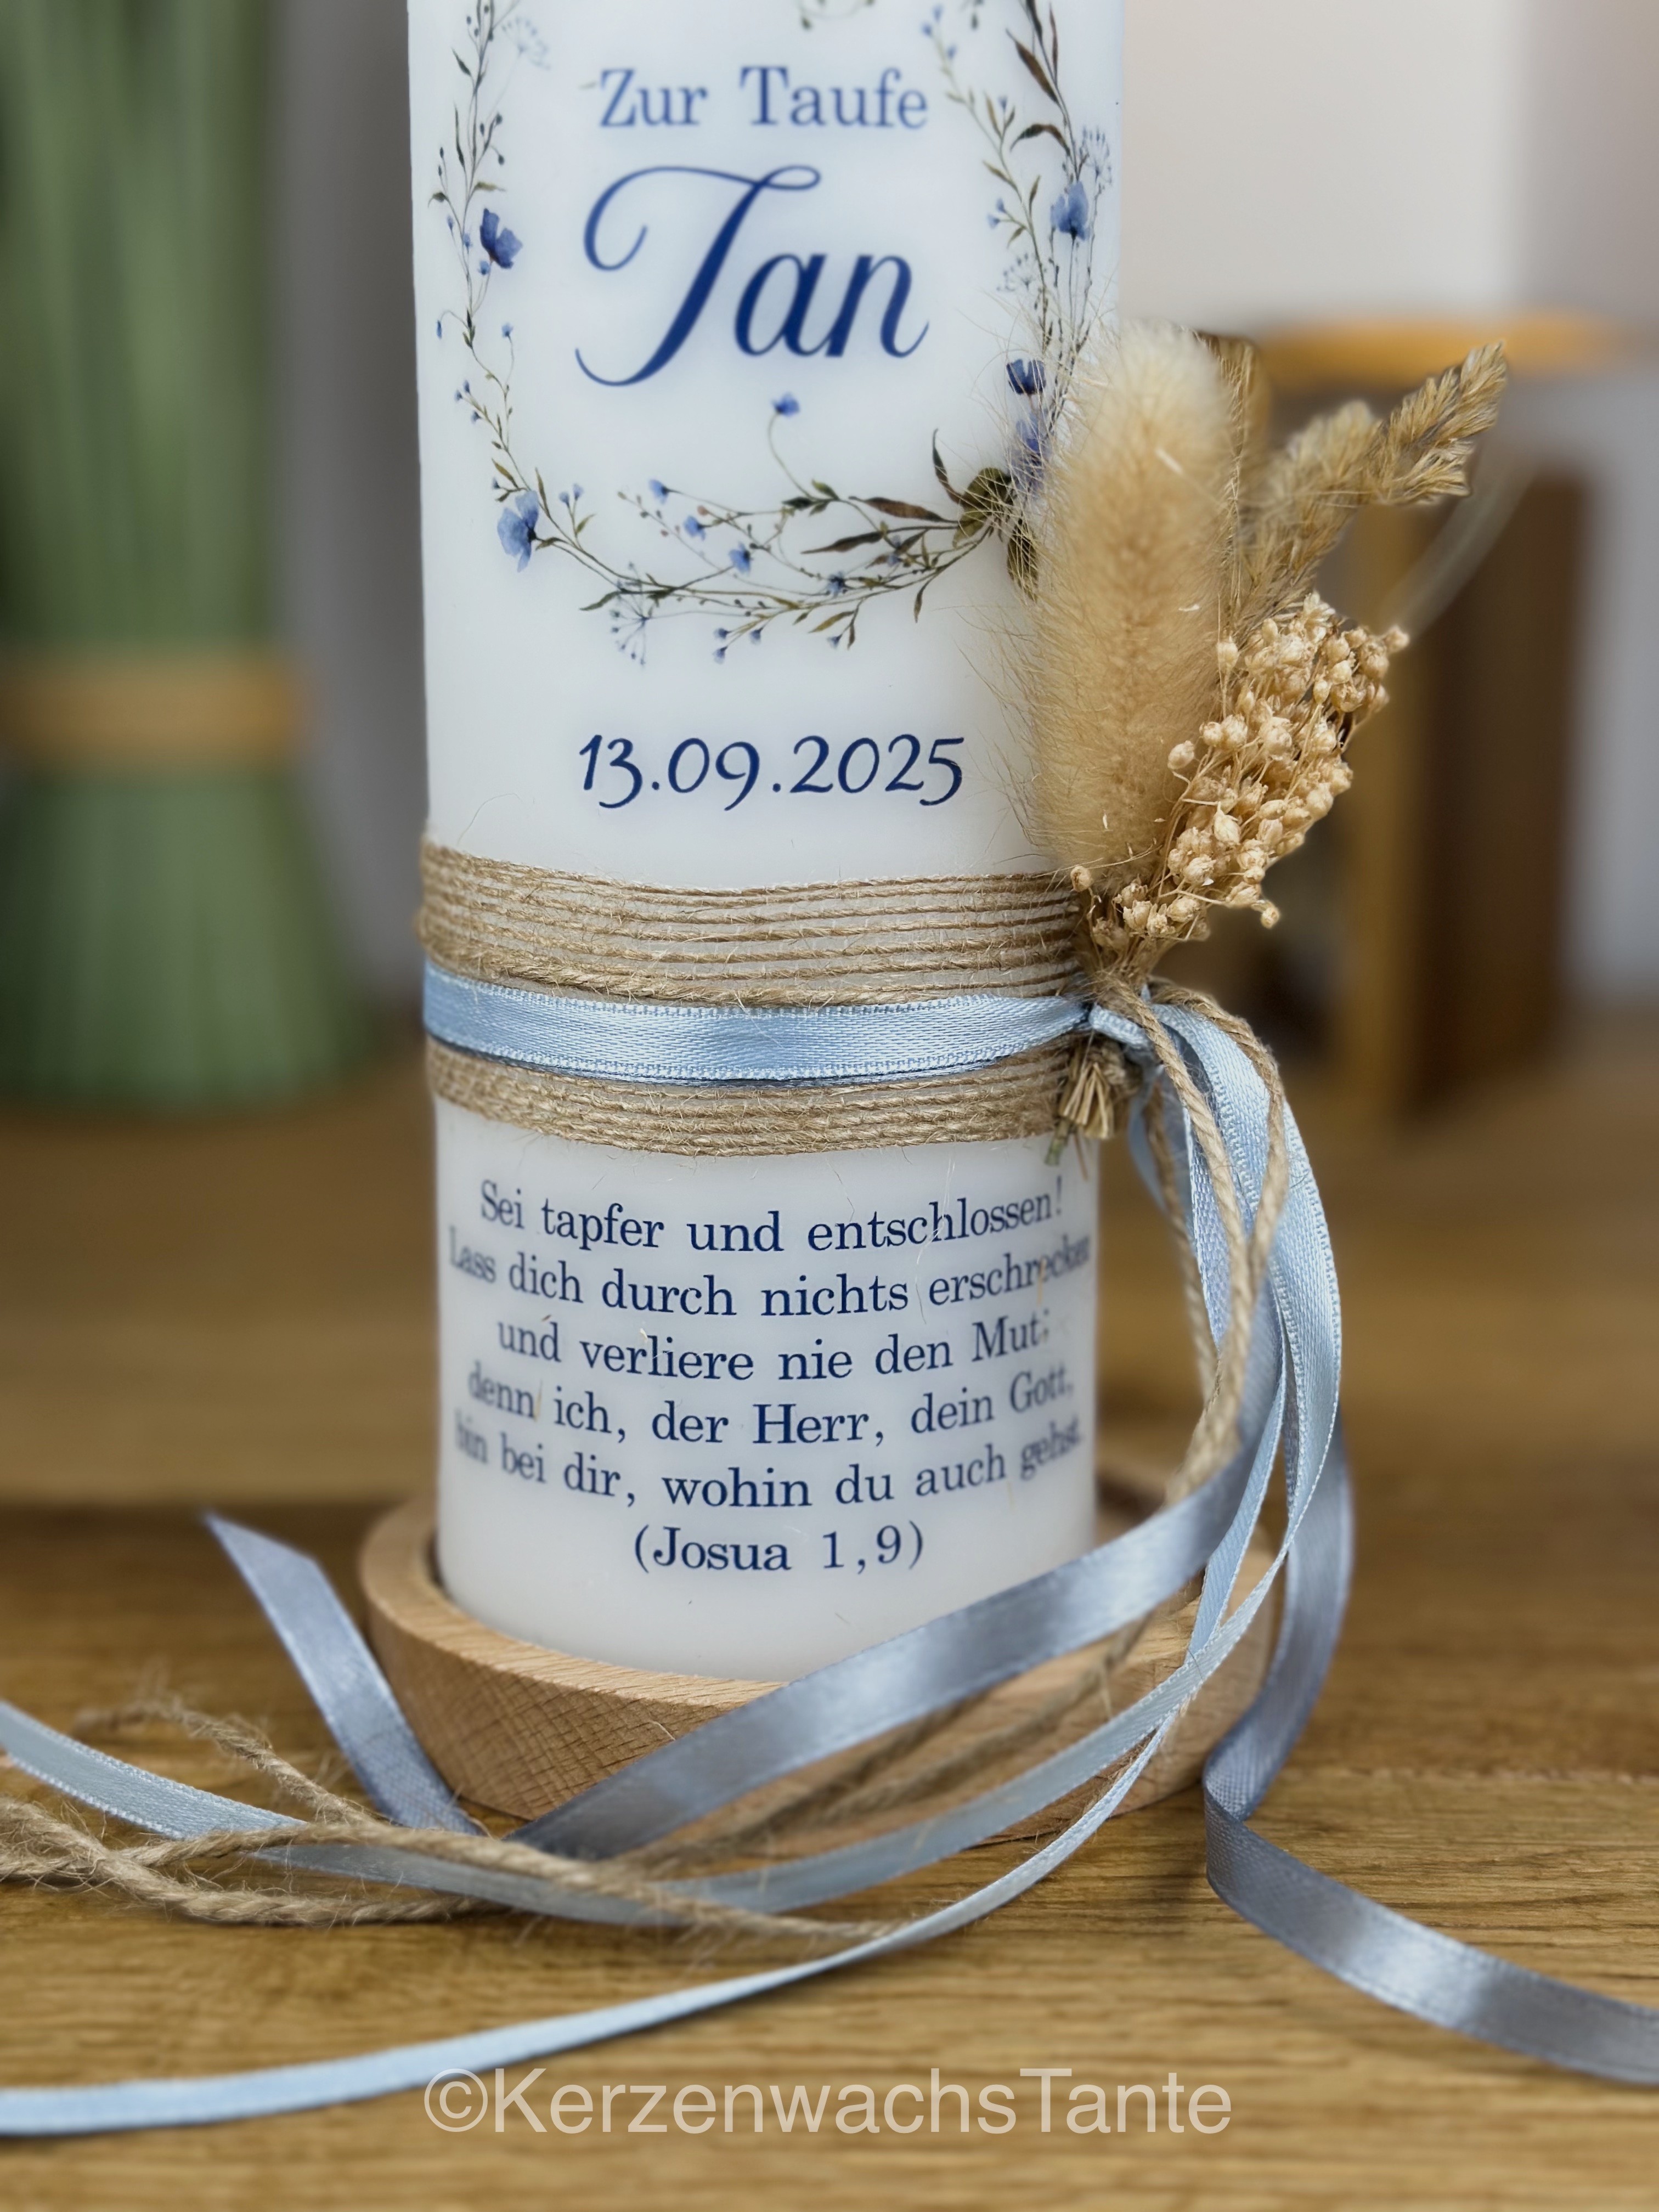 Zur Taufe
Jan
13.09.2025
Sei tapfer und entschlossen!
Lass dich durch nichts erschrecken
und verliere nie den Mut;
denn ich, der Herr, dein Gott,
bin bei dir, wohin du auch gehst.
(Josua 1,9)
©KerzenwachsTante